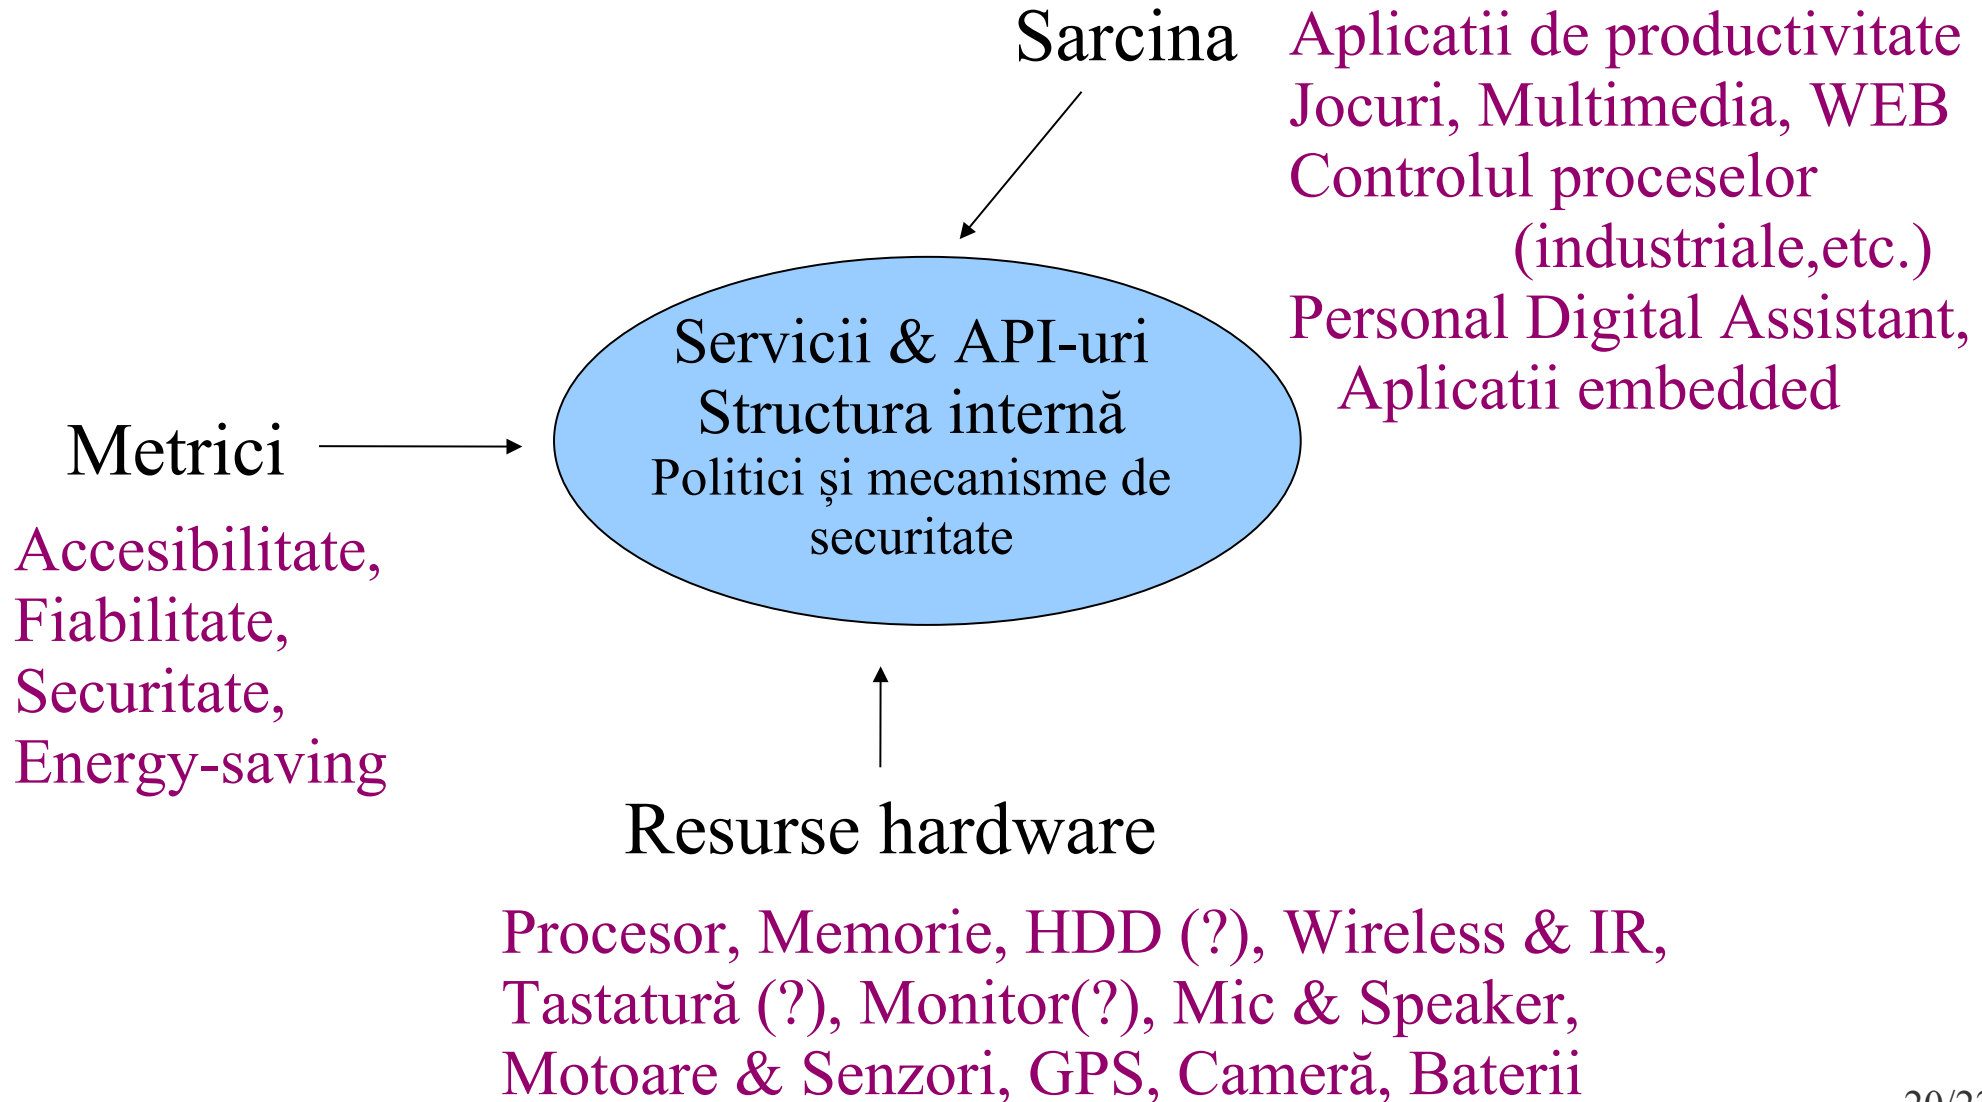 Sarcina
Aplicatii de productivitate
Jocuri, Multimedia, WEB
Controlul proceselor
(industriale,etc.)
Personal Digital Assistant,
Aplicatii embedded
Servicii & API-uri
Structura internă
Politici și mecanisme de
securitate
Metrici
Accesibilitate,
Fiabilitate,
Securitate,
Energy-saving
Resurse hardware
Procesor, Memorie, HDD (?), Wireless & IR,
Tastatură (?), Monitor(?), Mic & Speaker,
Motoare & Senzori, GPS, Cameră, Baterii